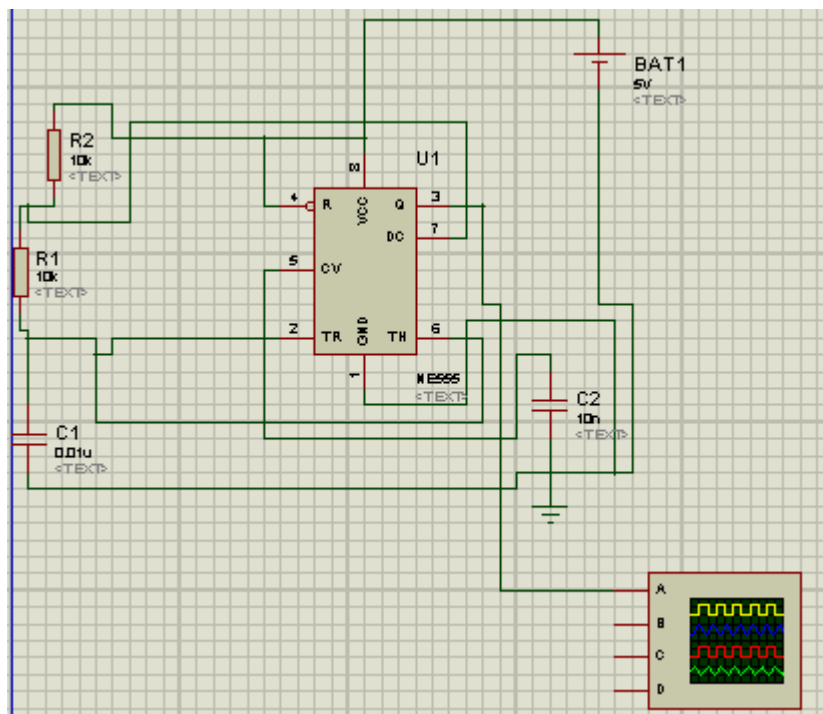 BAT1
5V
<TEXT>
R2
10k
<TEXT>
U1
8
4
R
VCC
Q
3
DC
7
R1
10k
<TEXT>
5
CV
2
TR
GND
TH
6
1
NE555
<TEXT>
C2
10n
<TEXT>
C1
0.01u
<TEXT>
A
B
C
D